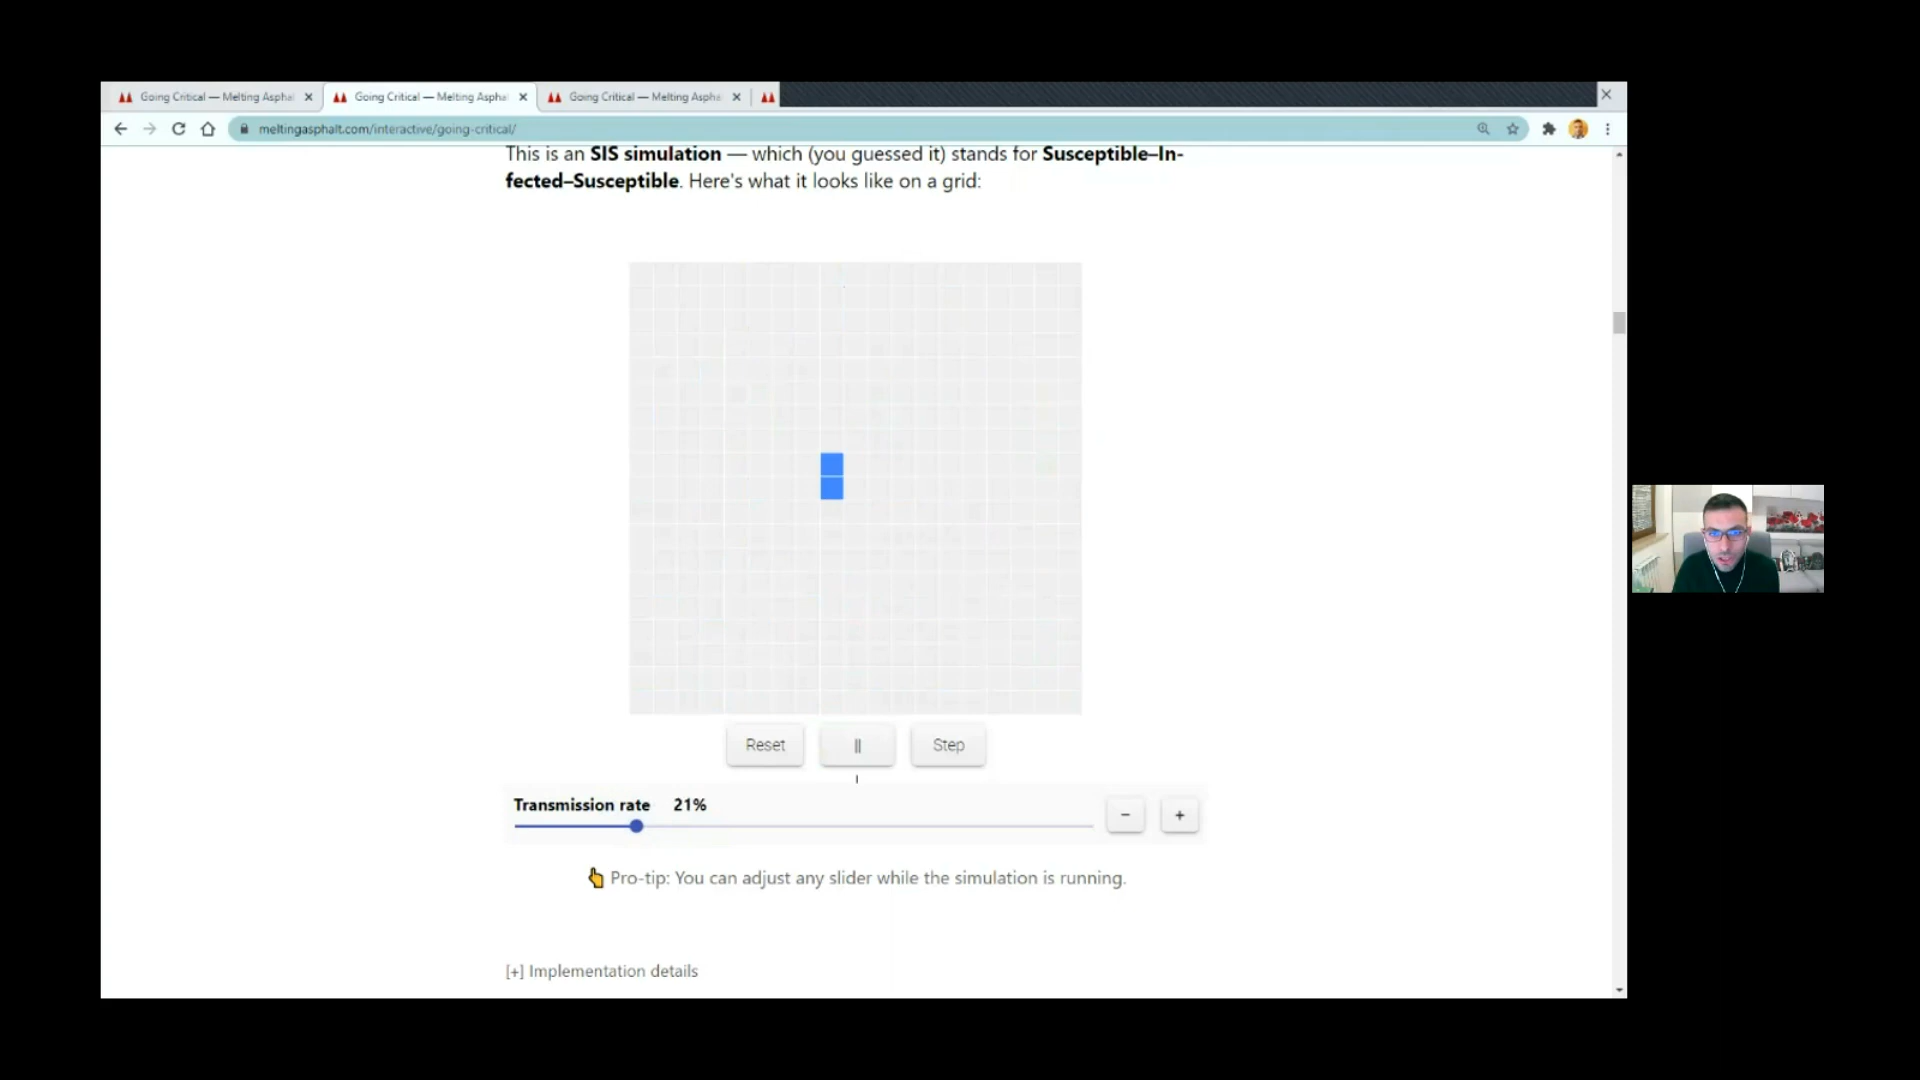 Going Critical — Melting Aspha
Going Critical — Melting Aspha
Going Critical — Melting Aspha
meltingasphalt.com/interactive/going-critical/
This is an SIS simulation — which (you guessed it) stands for Susceptible–In-
fected–Susceptible. Here's what it looks like on a grid:
Reset
Step
Transmission rate 21%
−
+
Pro-tip: You can adjust any slider while the simulation is running.
[+] Implementation details